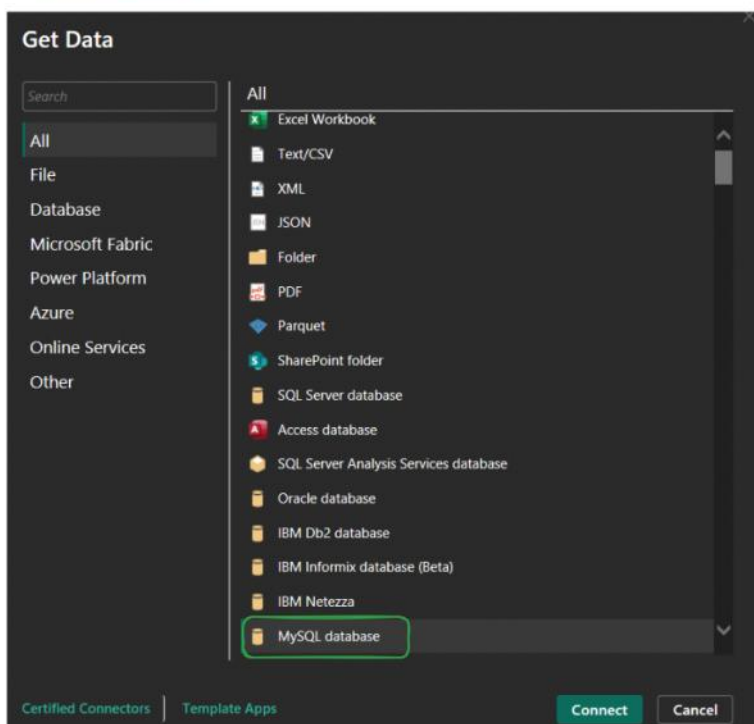 Get Data
Search
All
File
Database
Microsoft Fabric
Power Platform
Azure
Online Services
Other
All
Excel Workbook
Text/CSV
XML
JSON
Folder
PDF
Parquet
SharePoint folder
SQL Server database
Access database
SQL Server Analysis Services database
Oracle database
IBM Db2 database
IBM Informix database (Beta)
IBM Netezza
MySQL database
Certified Connectors
Template Apps
Connect
Cancel